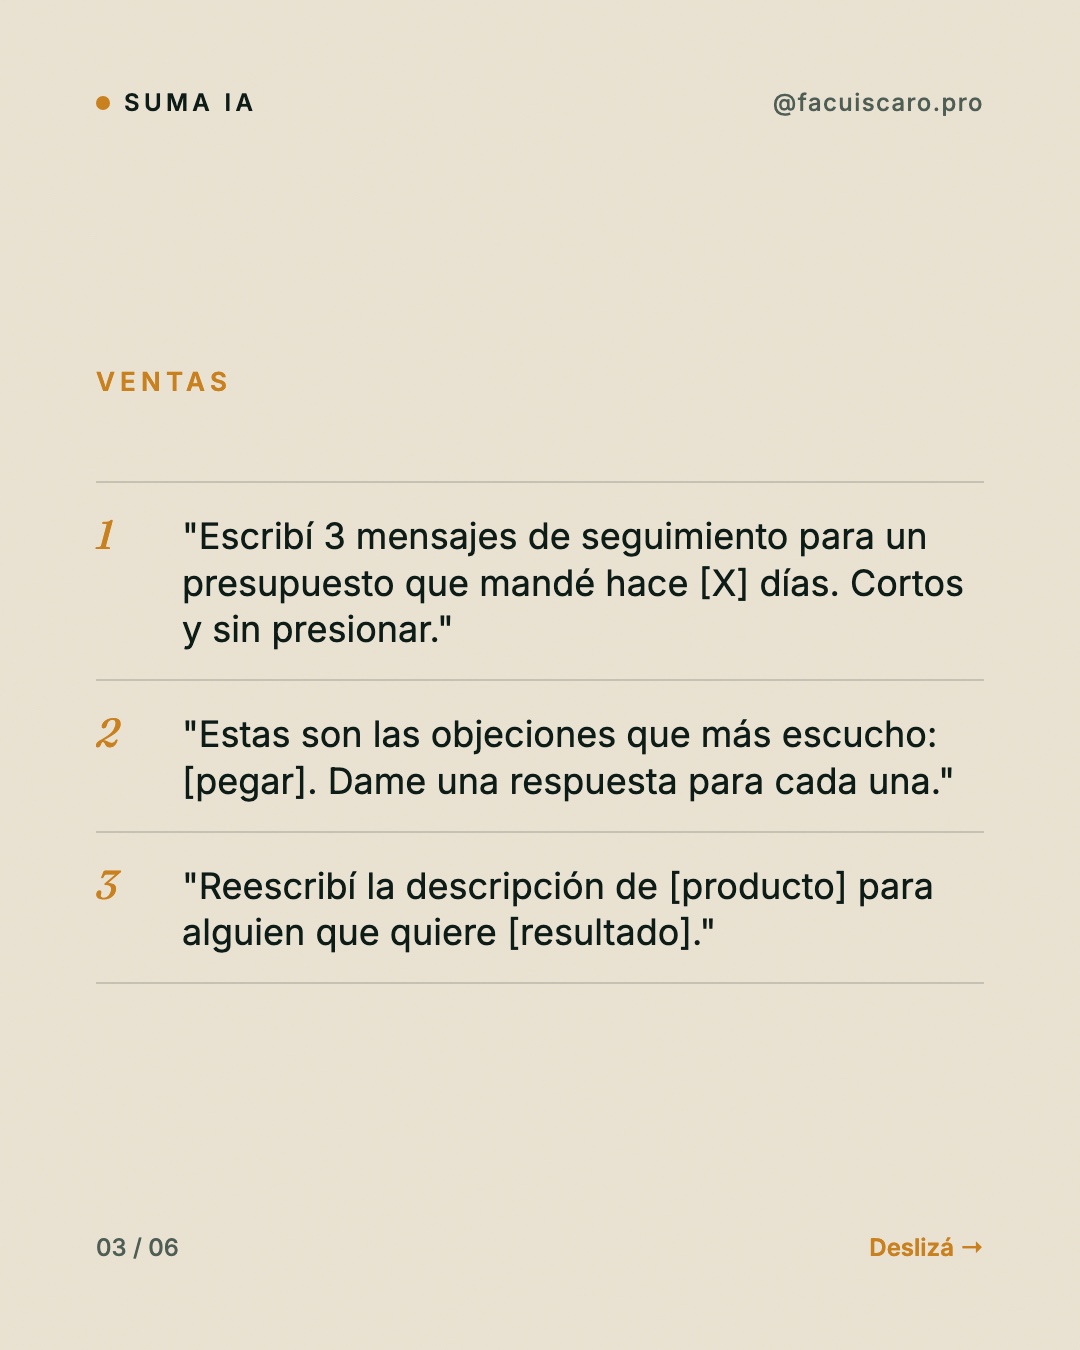 SUMA IA
@facuiscaro.pro
VENTAS
1
"Escribí 3 mensajes de seguimiento para un
presupuesto que mandé hace [X] días. Cortos
y sin presionar."
2
"Estas son las objeciones que más escucho:
[pegar]. Dame una respuesta para cada una."
3
"Reescribí la descripción de [producto] para
alguien que quiere [resultado]."
03 / 06
Deslizá →